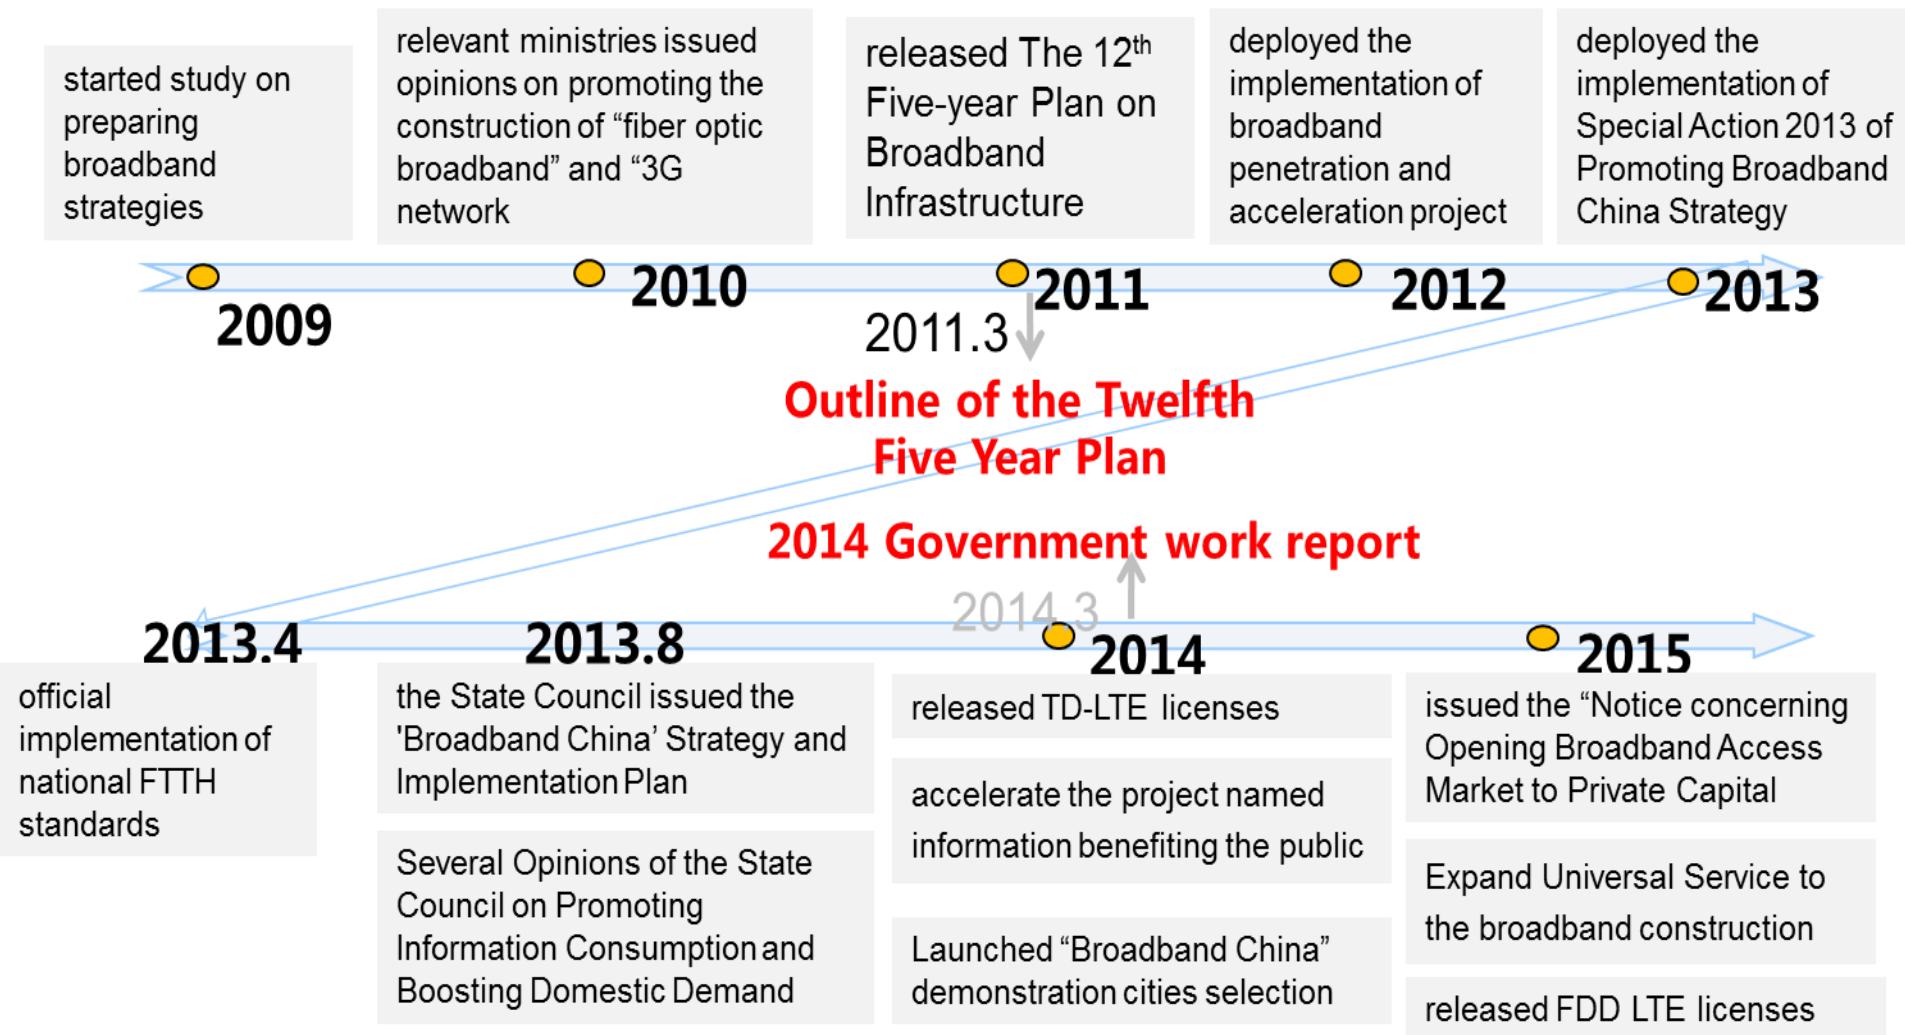 started study on
preparing
broadband
strategies
relevant ministries issued
opinions on promoting the
construction of “fiber optic
broadband” and “3G
network
released The 12th
Five-year Plan on
Broadband
Infrastructure
deployed the
implementation of
broadband
penetration and
acceleration project
deployed the
implementation of
Special Action 2013 of
Promoting Broadband
China Strategy
2009
2010
2011
2012
2013
2011.3
Outline of the Twelfth
Five Year Plan
2014 Government work report
2014.3
2013.4
2013.8
2014
2015
official
implementation of
national FTTH
standards
the State Council issued the
'Broadband China’ Strategy and
Implementation Plan
Several Opinions of the State
Council on Promoting
Information Consumption and
Boosting Domestic Demand
released TD-LTE licenses
accelerate the project named
information benefiting the public
Launched “Broadband China”
demonstration cities selection
issued the “Notice concerning
Opening Broadband Access
Market to Private Capital
Expand Universal Service to
the broadband construction
released FDD LTE licenses